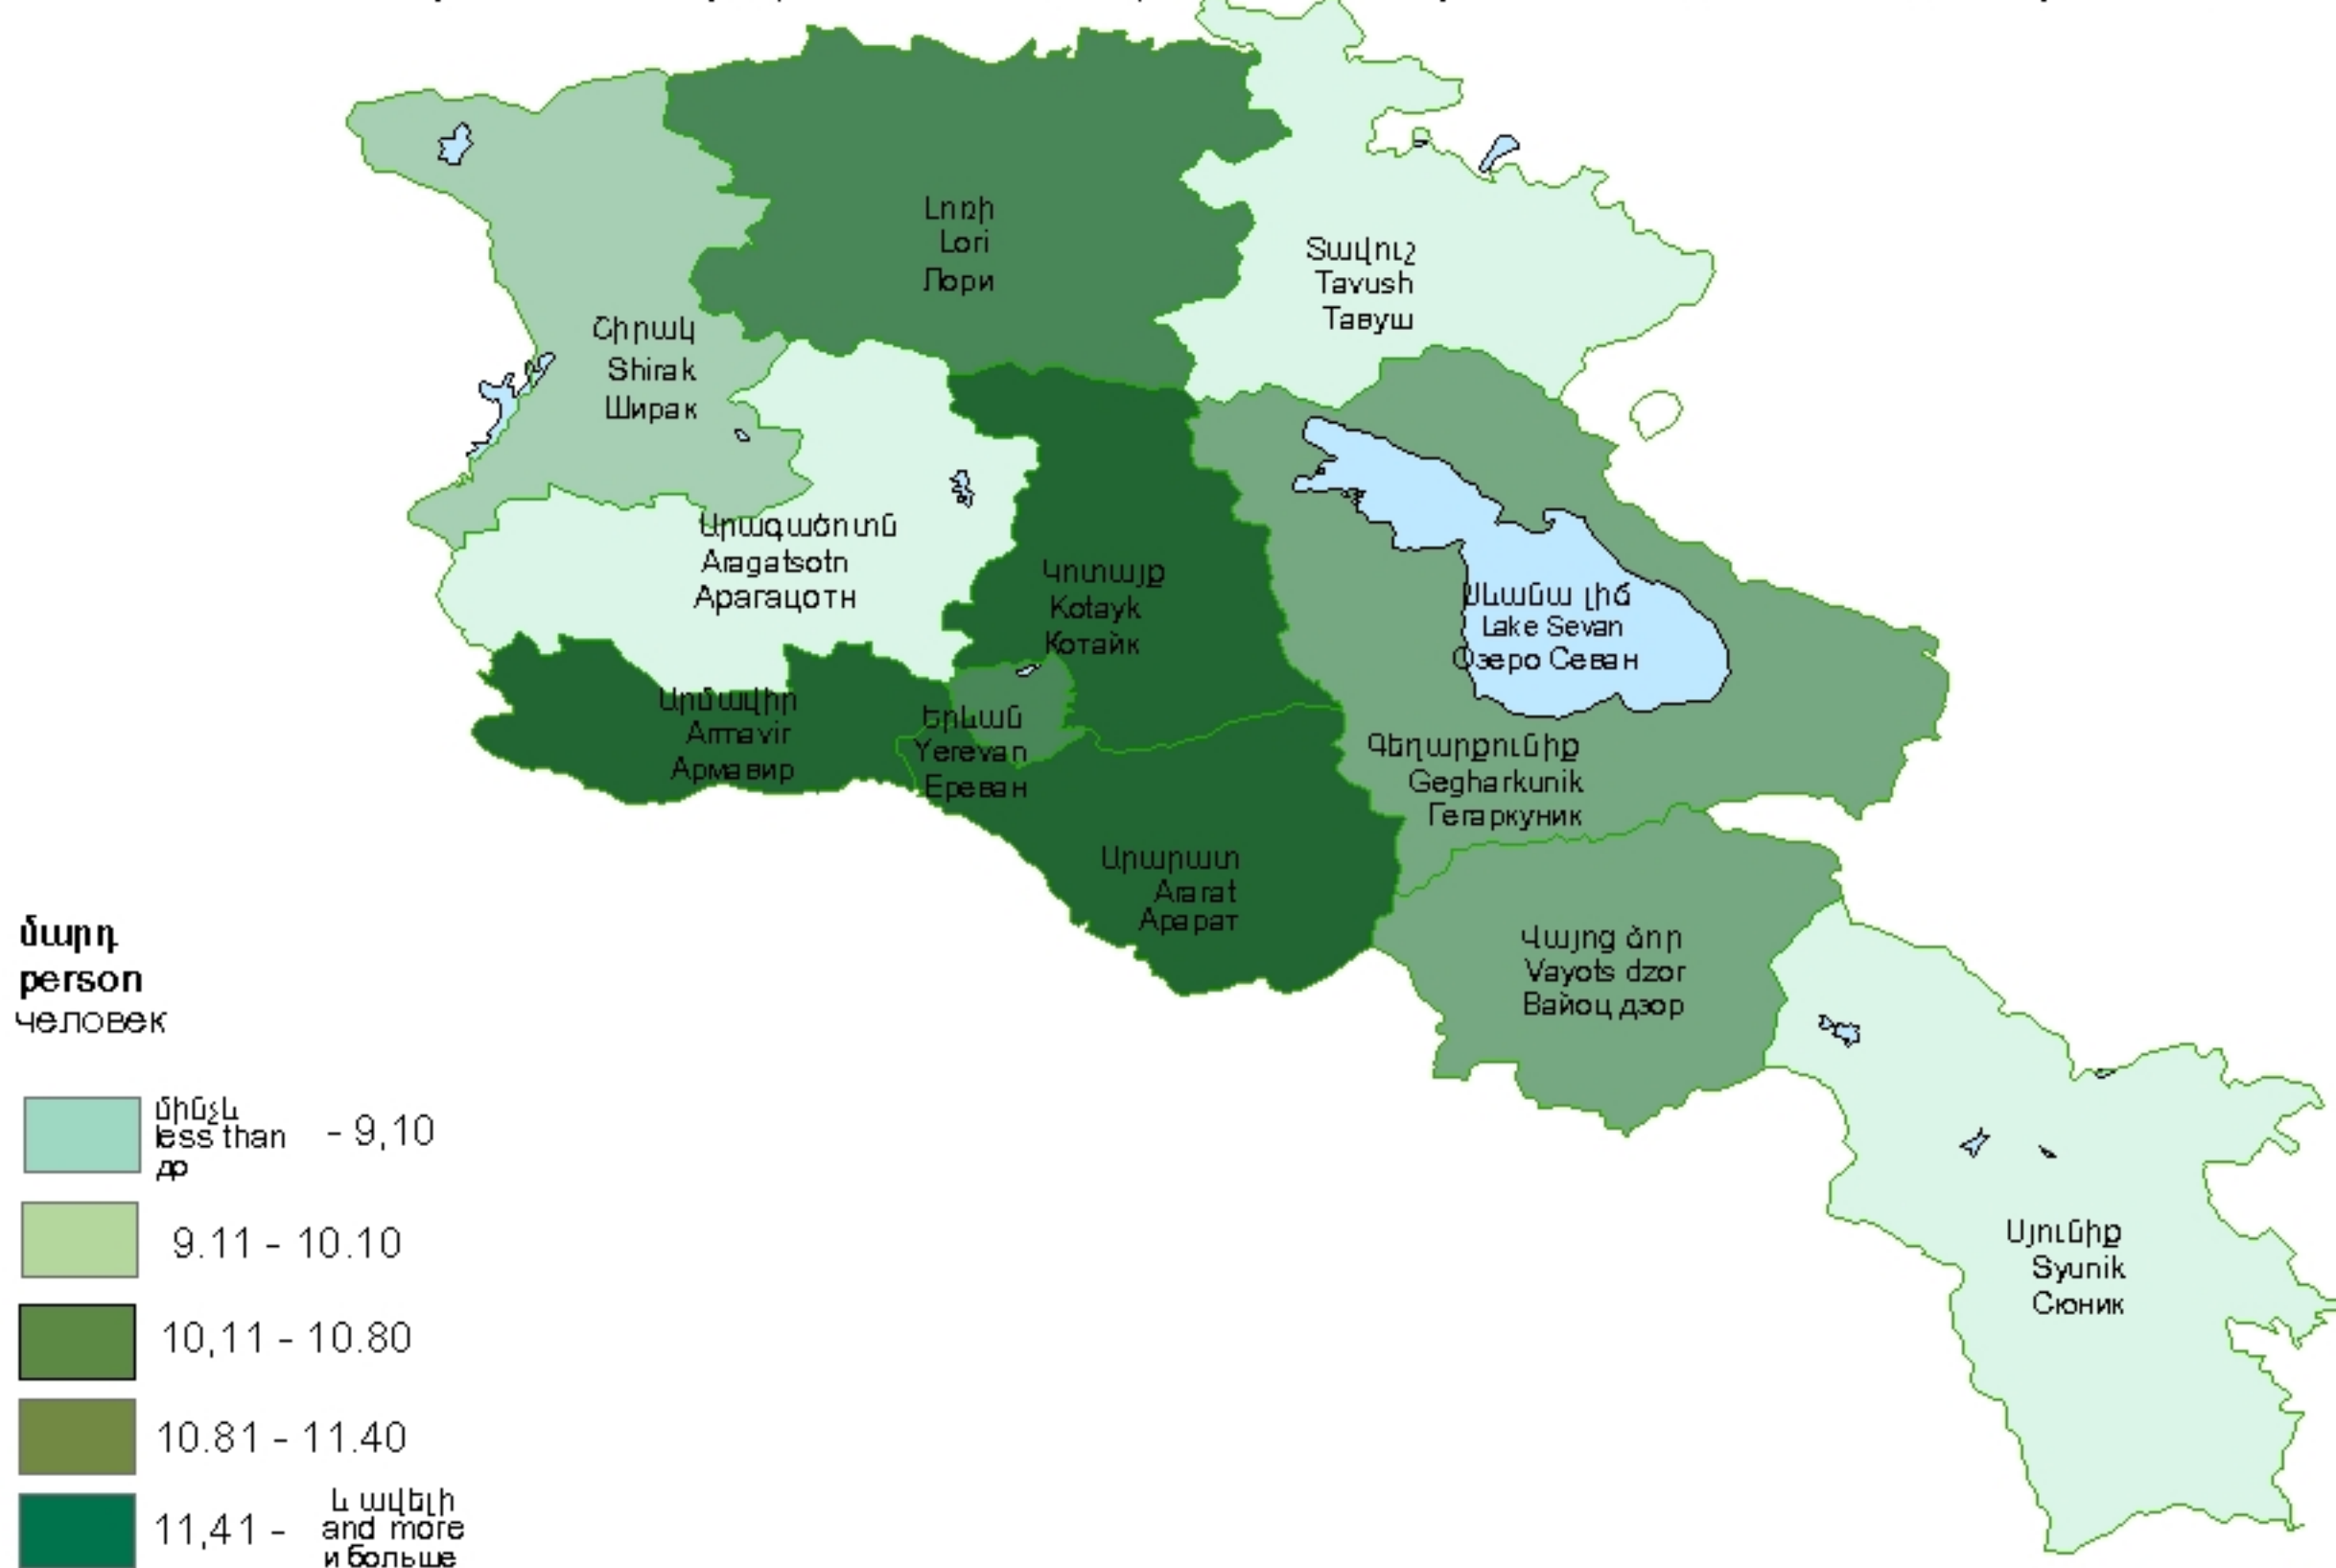 Լոռի
Lori
Лори
Տավուշ
Tavush
Тавуш
Շիրակ
Shirak
Ширак
Արագածոտն
Aragatsotn
Арагацотн
Կոտայք
Kotayk
Котайк
Սևանա լիճ
Lake Sevan
Озеро Севан
Արմավիր
Armavir
Армавир
Երևան
Yerevan
Ереван
Գեղարքունիք
Gegharkunik
Гегаркуник
Արարատ
Ararat
Арарат
Վայոց ձոր
Vayots dzor
Вайоц дзор
Սյունիք
Syunik
Сюник
մարդ
person
человек
մինչև
less than - 9,10
до
9.11 - 10.10
10,11 - 10.80
10.81 - 11.40
և ավելի
11,41 - and more
и больше